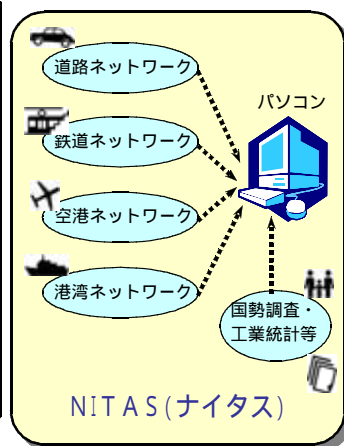 道路ネットワーク
パソコン
鉄道ネットワーク
空港ネットワーク
港湾ネットワーク
国勢調査・
工業統計等
NITAS(ナイタス)